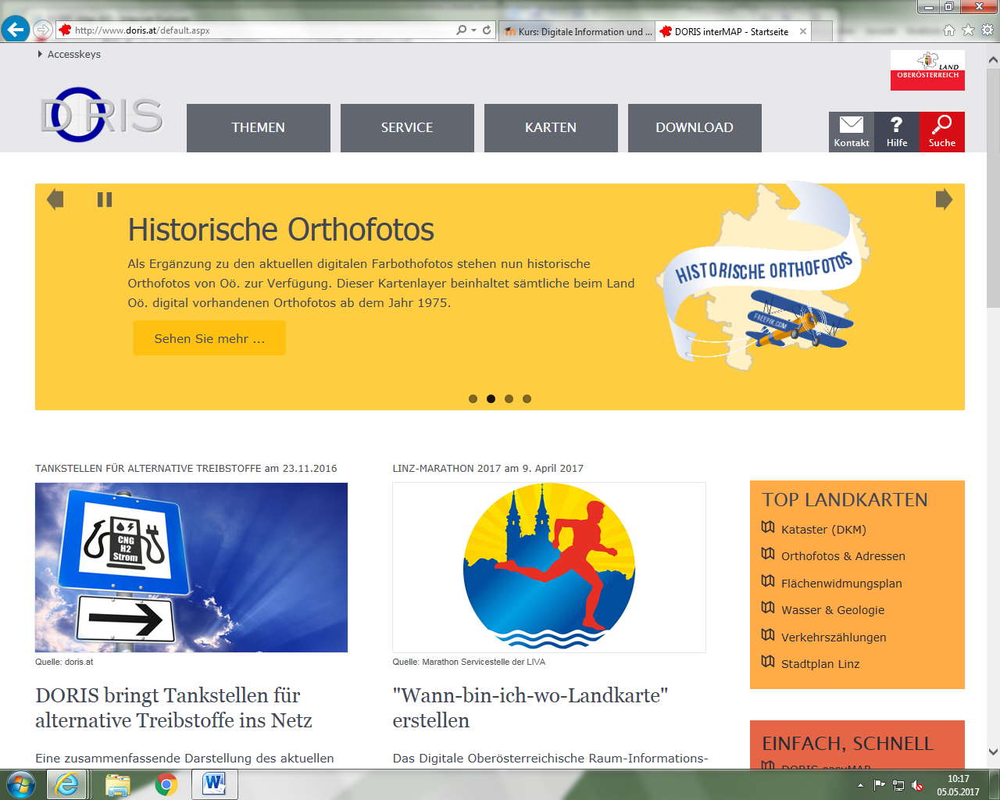 http://www.doris.at/default.aspx
Kurs: Digitale Information und ...
DORIS interMAP - Startseite
Accesskeys
LAND
OBERÖSTERREICH
DORIS
THEMEN
SERVICE
KARTEN
DOWNLOAD
Kontakt
Hilfe
Suche
Historische Orthofotos
Als Ergänzung zu den aktuellen digitalen Farbothofotos stehen nun historische
Orthofotos von Oö. zur Verfügung. Dieser Kartenlayer beinhaltet sämtliche beim Land
Oö. digital vorhandenen Orthofotos ab dem Jahr 1975.
Sehen Sie mehr ...
HISTORISCHE ORTHOFOTOS
FREEPIK.COM
TANKSTELLEN FÜR ALTERNATIVE TREIBSTOFFE am 23.11.2016
CNG
H2
Strom
Quelle: doris.at
DORIS bringt Tankstellen für
alternative Treibstoffe ins Netz
Eine zusammenfassende Darstellung des aktuellen
LINZ-MARATHON 2017 am 9. April 2017
Quelle: Marathon Servicestelle der LIVA
"Wann-bin-ich-wo-Landkarte"
erstellen
Das Digitale Oberösterreichische Raum-Informations-
TOP LANDKARTEN
Kataster (DKM)
Orthofotos & Adressen
Flächenwidmungsplan
Wasser & Geologie
Verkehrszählungen
Stadtplan Linz
EINFACH, SCHNELL
DORIS easyMAP
10:17
05.05.2017